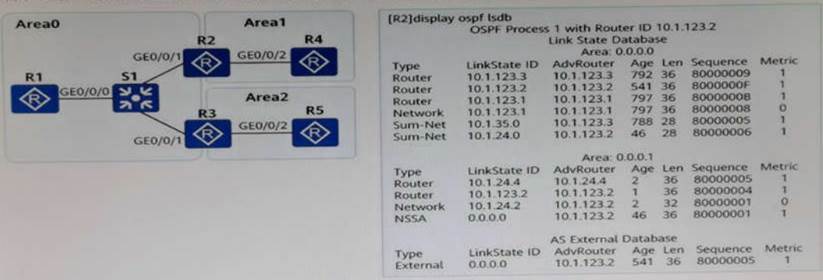 Area0
Area1
R2
R4
GE0/0/1
GE0/0/2
R1
S1
GE0/0/0
Area2
R3
R5
GE0/0/1
GE0/0/2
[R2]display ospf lsdb
OSPF Process 1 with Router ID 10.1.123.2
Link State Database
Area: 0.0.0.0
Type LinkState ID AdvRouter Age Len Sequence Metric
Router 10.1.123.3 10.1.123.3 792 36 80000009 1
Router 10.1.123.2 10.1.123.2 541 36 8000000F 1
Router 10.1.123.1 10.1.123.1 797 36 8000000B 1
Network 10.1.123.1 10.1.123.1 797 36 80000008 0
Sum-Net 10.1.35.0 10.1.123.3 788 28 80000005 1
Sum-Net 10.1.24.0 10.1.123.2 46 28 80000006 1
Area: 0.0.0.1
Type LinkState ID AdvRouter Age Len Sequence Metric
Router 10.1.24.4 10.1.24.4 2 36 80000005 1
Router 10.1.123.2 10.1.123.2 1 36 80000004 1
Network 10.1.24.2 10.1.123.2 2 32 80000001 0
NSSA 0.0.0.0 10.1.123.2 46 36 80000001 1
AS External Database
Type LinkState ID AdvRouter Age Len Sequence Metric
External 0.0.0.0 10.1.123.2 541 36 80000005 1